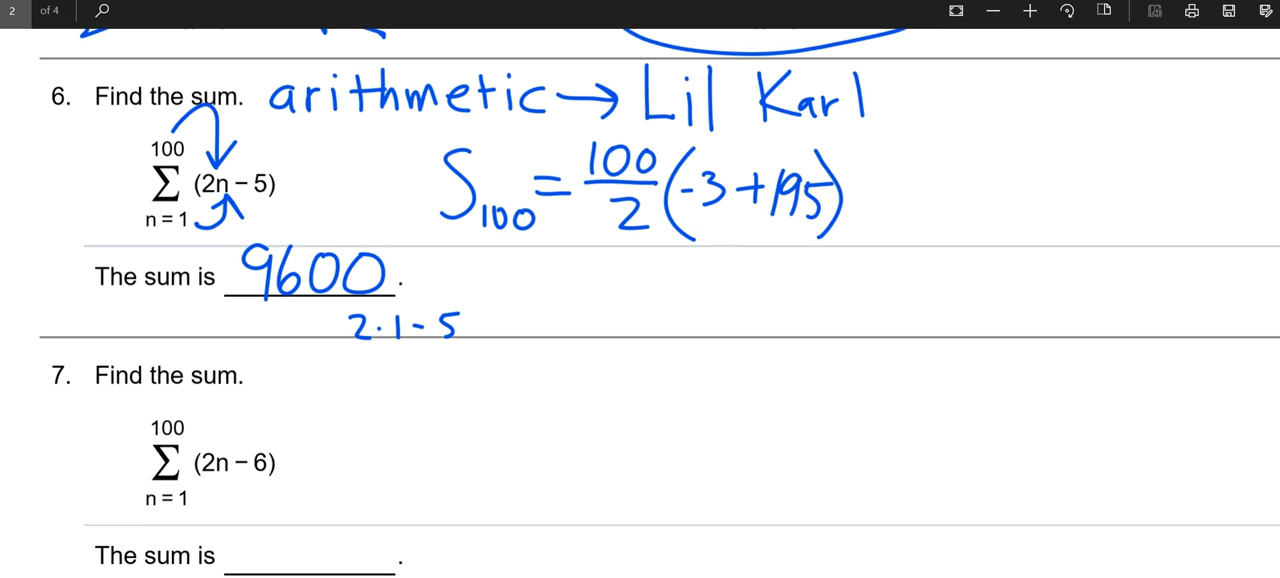 2 of 4
6. Find the sum. arithmetic → Lil Karl
100
Σ (2n − 5)
n = 1
S₁₀₀ = 100/2 (-3 + 195)
The sum is 9600.
2·1-5
7. Find the sum.
100
Σ (2n − 6)
n = 1
The sum is ____________.